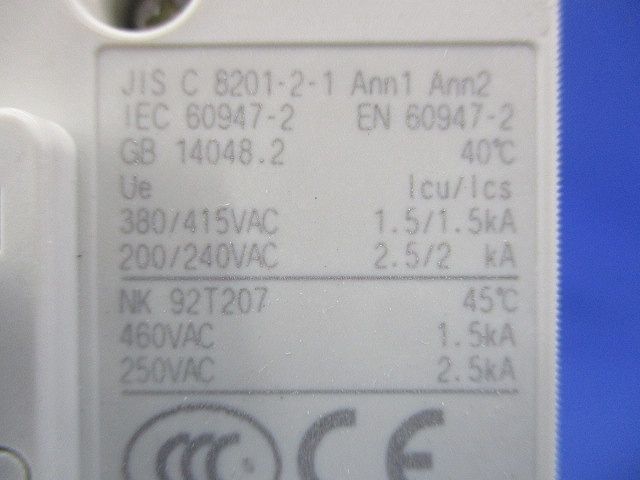 JIS C 8201-2-1 Ann1 Ann2
IEC 60947-2 EN 60947-2
GB 14048.2 40℃
Ue Icu/Ics
380/415VAC 1.5/1.5kA
200/240VAC 2.5/2 kA
NK 92T207 45℃
460VAC 1.5kA
250VAC 2.5kA
CCC S CE